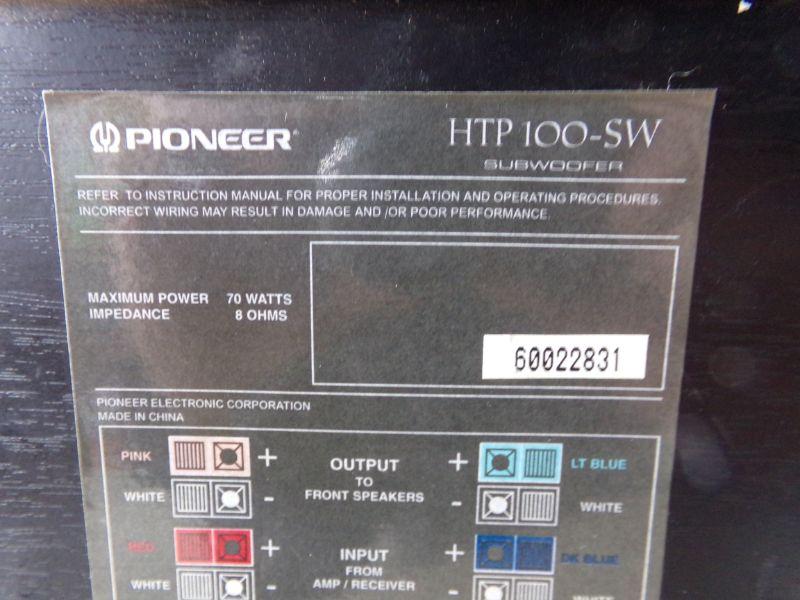 PIONEER HTP 100-SW
SUBWOOFER
REFER TO INSTRUCTION MANUAL FOR PROPER INSTALLATION AND OPERATING PROCEDURES.
INCORRECT WIRING MAY RESULT IN DAMAGE AND /OR POOR PERFORMANCE.
MAXIMUM POWER 70 WATTS
IMPEDANCE 8 OHMS
60022831
PIONEER ELECTRONIC CORPORATION
MADE IN CHINA
PINK + OUTPUT + LT BLUE
TO
WHITE - FRONT SPEAKERS - WHITE
RED + INPUT + DK BLUE
FROM
WHITE - AMP / RECEIVER - WHITE